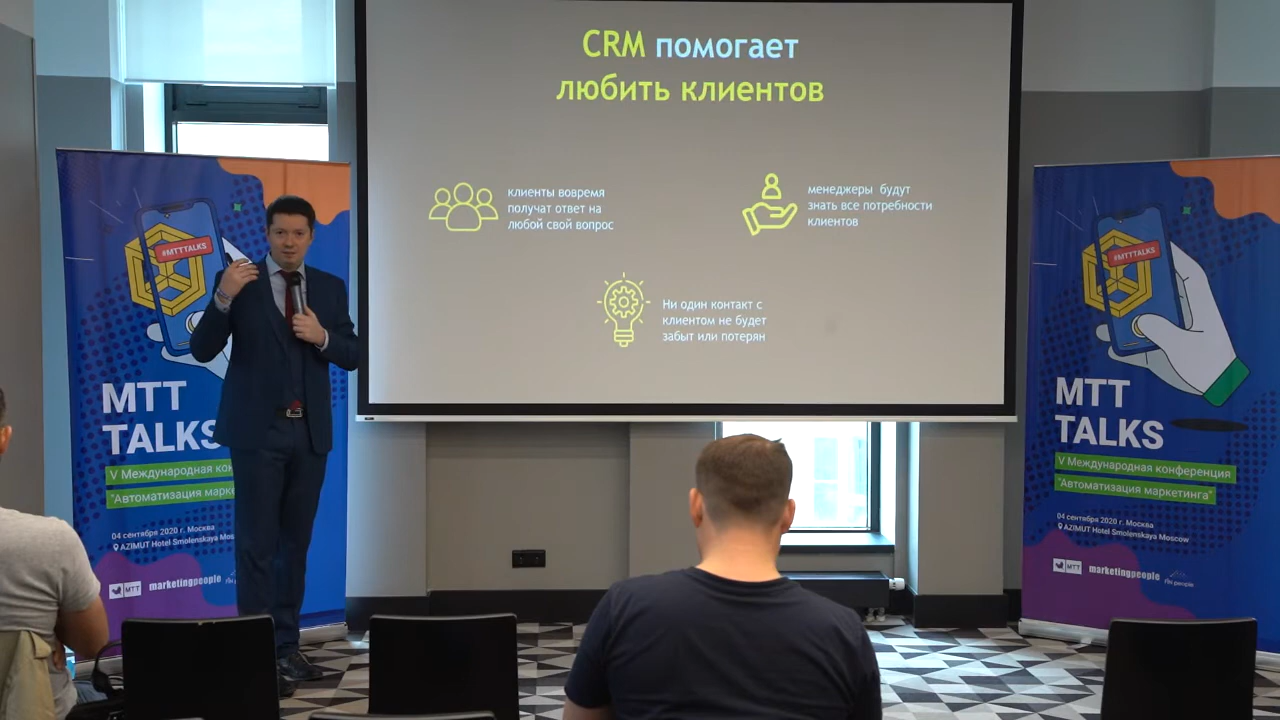 CRM помогает
любить клиентов
клиенты вовремя
получат ответ на
любой свой вопрос
менеджеры будут
знать все потребности
клиентов
Ни один контакт с
клиентом не будет
забыт или потерян
#MTTTALKS
MTT
TALKS
V Международная кон
"Автоматизация марке
04 сентября 2020 г. Москва
AZIMUT Hotel Smolenskaya Mos
MTT
marketingpeople
#MTTTALKS
MTT
TALKS
V Международная конференция
"Автоматизация маркетинга"
04 сентября 2020 г. Москва
AZIMUT Hotel Smolenskaya Moscow
MTT
marketingpeople